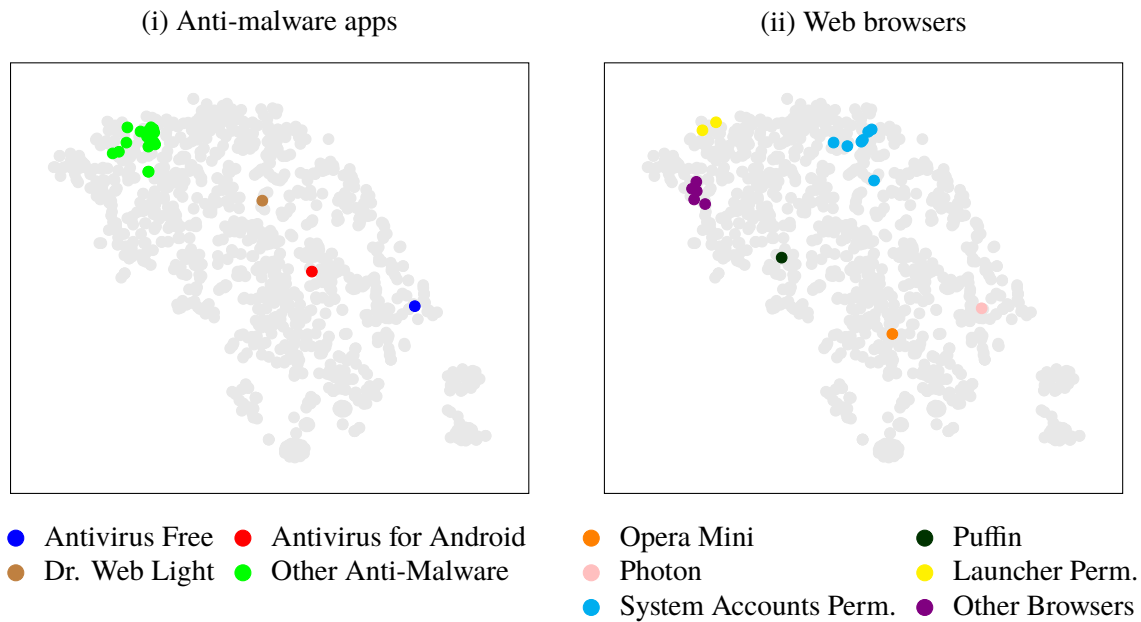 (i) Anti-malware apps
(ii) Web browsers
Antivirus Free
Antivirus for Android
Dr. Web Light
Other Anti-Malware
Opera Mini
Puffin
Photon
Launcher Perm.
System Accounts Perm.
Other Browsers